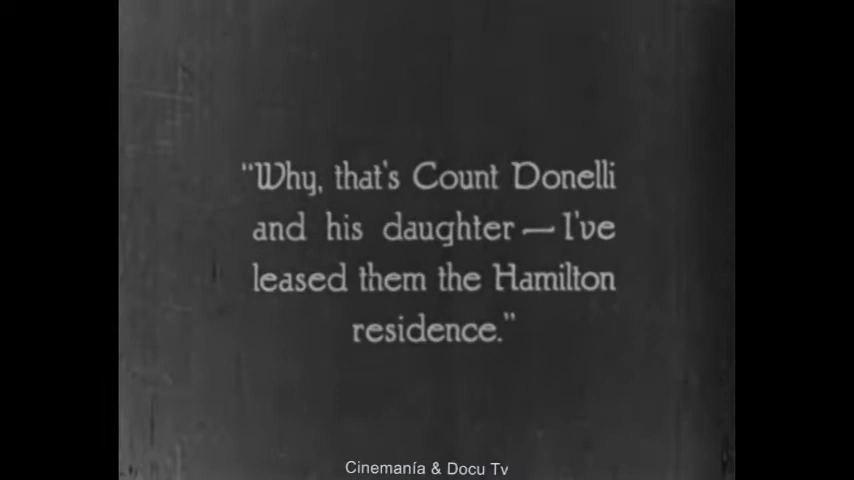 "Why, that's Count Donelli
and his daughter — I've
leased them the Hamilton
residence."
Cinemanía & Docu Tv